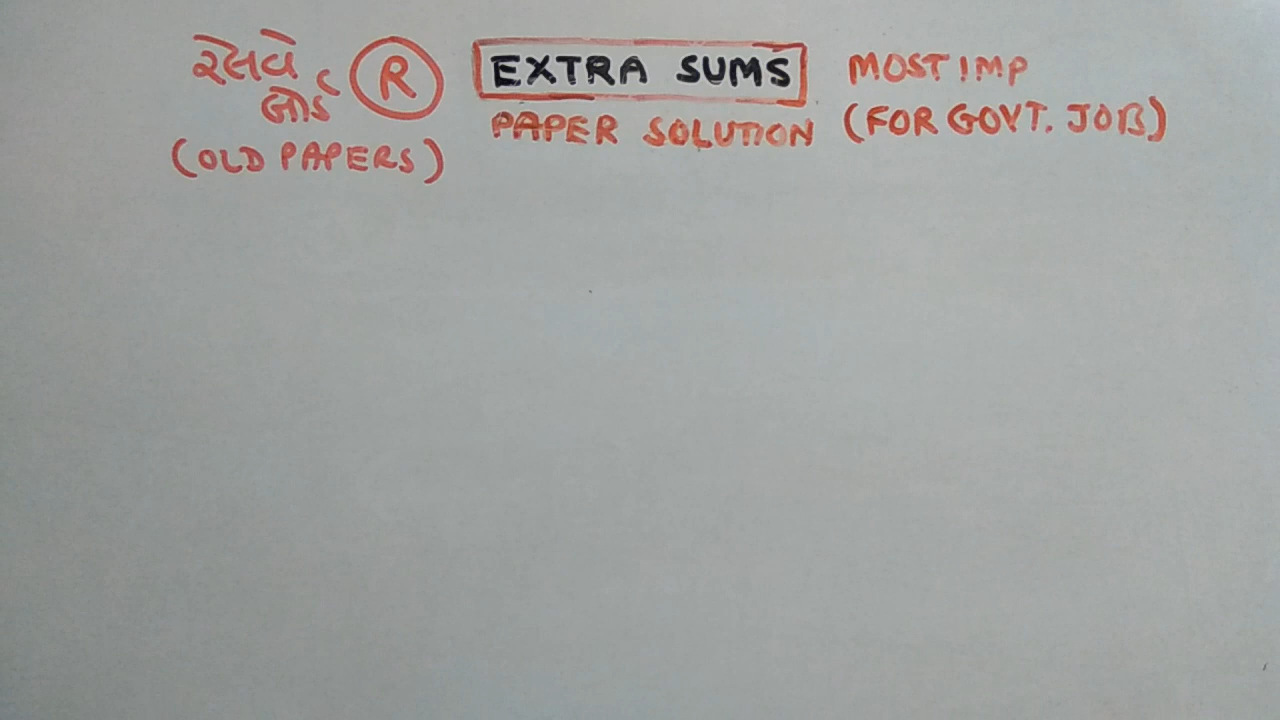 રેલવે
બોર્ડ
(OLD PAPERS)
R
EXTRA SUMS
PAPER SOLUTION
MOST IMP
(FOR GOVT. JOB)